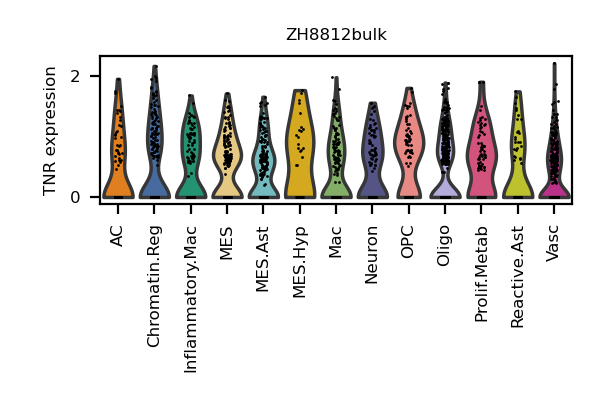 ZH8812bulk
TNR expression
2
0
AC
Chromatin.Reg
Inflammatory.Mac
MES
MES.Ast
MES.Hyp
Mac
Neuron
OPC
Oligo
Prolif.Metab
Reactive.Ast
Vasc